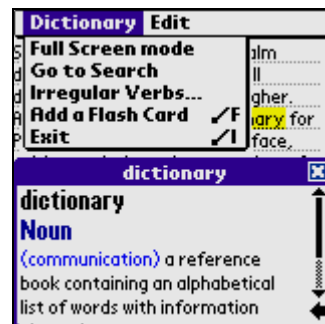 Dictionary Edit
Full Screen mode
Go to Search
Irregular Verbs...
Add a Flash Card /F
Exit /I
alm
ll
gher.
ary for
face,
dictionary
dictionary
Noun
(communication) a reference
book containing an alphabetical
list of words with information